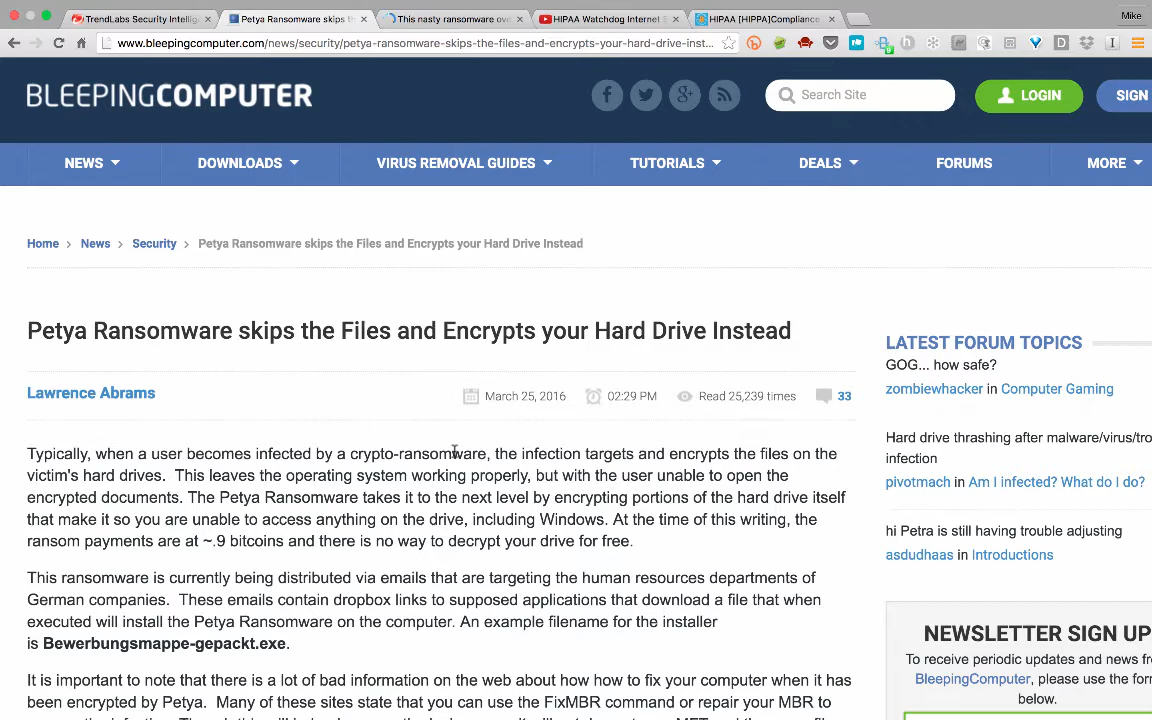 TrendLabs Security Intellig
Petya Ransomware skips th
This nasty ransomware ove
HIPAA Watchdog Internet
HIPAA [HIPPA]Compliance
Mike
www.bleepingcomputer.com/news/security/petya-ransomware-skips-the-files-and-encrypts-your-hard-drive-inst...
BLEEPINGCOMPUTER
Search Site
LOGIN
SIGN
NEWS
DOWNLOADS
VIRUS REMOVAL GUIDES
TUTORIALS
DEALS
FORUMS
MORE
Home > News > Security > Petya Ransomware skips the Files and Encrypts your Hard Drive Instead
Petya Ransomware skips the Files and Encrypts your Hard Drive Instead
Lawrence Abrams
March 25, 2016
02:29 PM
Read 25,239 times
33
Typically, when a user becomes infected by a crypto-ransomware, the infection targets and encrypts the files on the
victim's hard drives. This leaves the operating system working properly, but with the user unable to open the
encrypted documents. The Petya Ransomware takes it to the next level by encrypting portions of the hard drive itself
that make it so you are unable to access anything on the drive, including Windows. At the time of this writing, the
ransom payments are at ~.9 bitcoins and there is no way to decrypt your drive for free.
This ransomware is currently being distributed via emails that are targeting the human resources departments of
German companies. These emails contain dropbox links to supposed applications that download a file that when
executed will install the Petya Ransomware on the computer. An example filename for the installer
is Bewerbungsmappe-gepackt.exe.
It is important to note that there is a lot of bad information on the web about how how to fix your computer when it has
been encrypted by Petya. Many of these sites state that you can use the FixMBR command or repair your MBR to
LATEST FORUM TOPICS
GOG... how safe?
zombiewhacker in Computer Gaming
Hard drive thrashing after malware/virus/tro
infection
pivotmach in Am I infected? What do I do?
hi Petra is still having trouble adjusting
asdudhaas in Introductions
NEWSLETTER SIGN UP
To receive periodic updates and news fro
BleepingComputer, please use the form
below.